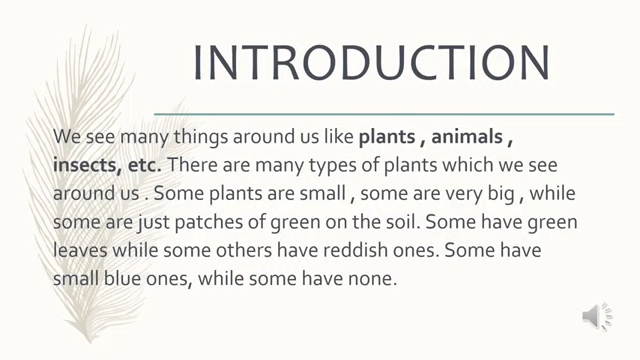 INTRODUCTION
We see many things around us like plants , animals ,
insects, etc. There are many types of plants which we see
around us . Some plants are small , some are very big , while
some are just patches of green on the soil. Some have green
leaves while some others have reddish ones. Some have
small blue ones, while some have none.